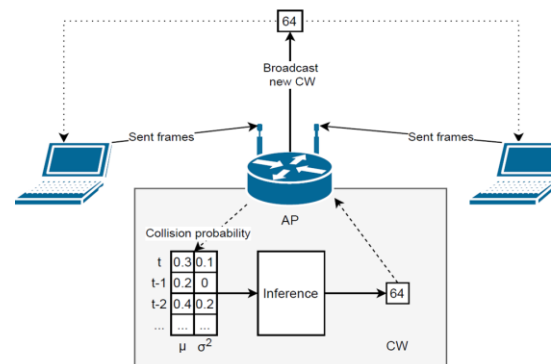 64
Broadcast
new CW
Sent frames
Sent frames
AP
Collision probability
t 0.3 0.1
t-1 0.2 0
t-2 0.4 0.2
... ... ...
μ σ²
Inference
64
CW